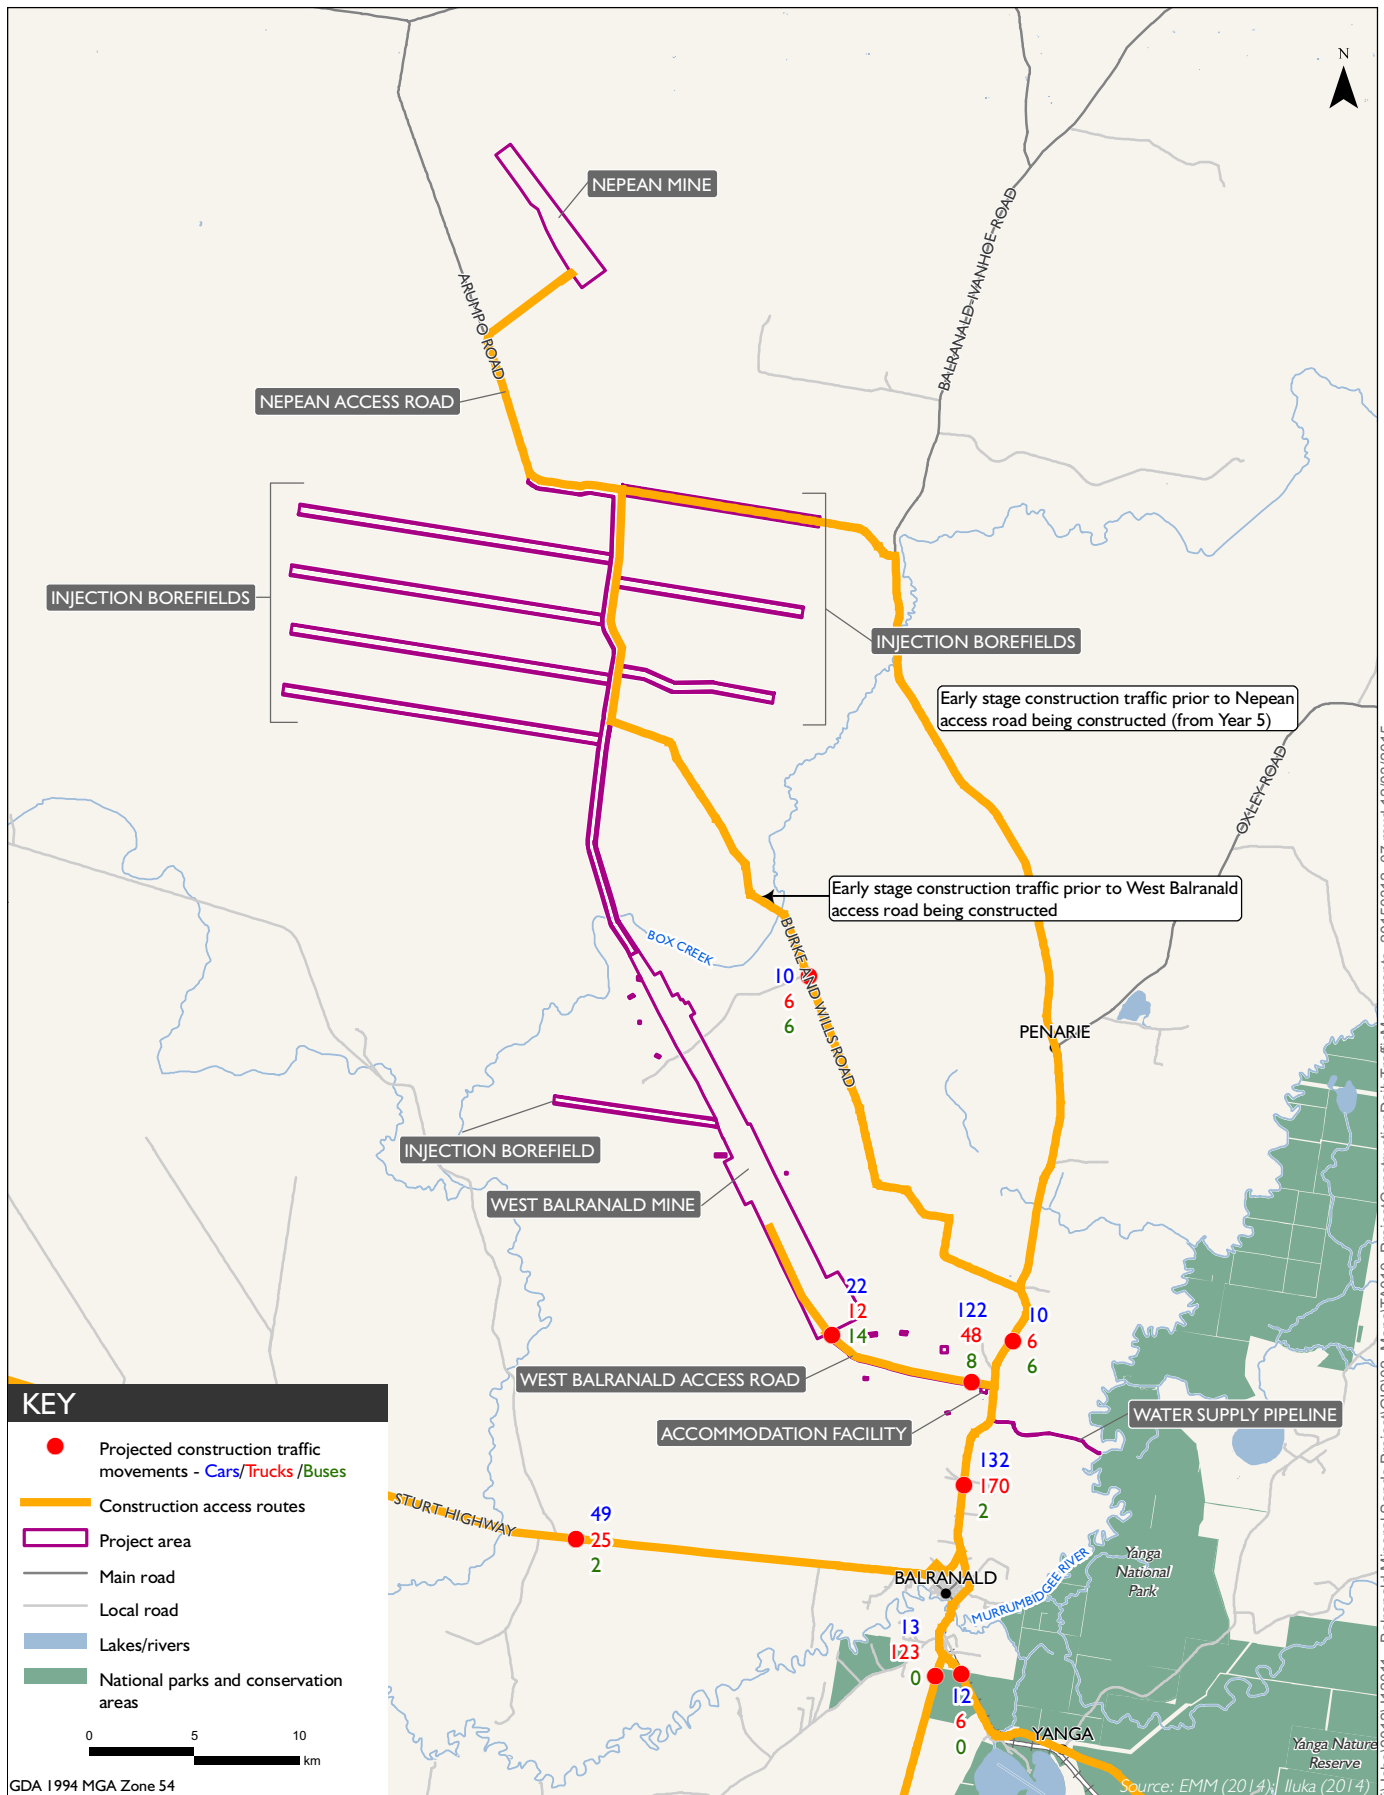 N
NEPEAN MINE
BALRANALD-IVANHOE ROAD
ARUMPO ROAD
NEPEAN ACCESS ROAD
INJECTION BOREFIELDS
INJECTION BOREFIELDS
Early stage construction traffic prior to Nepean
access road being constructed (from Year 5)
OXLEY ROAD
Early stage construction traffic prior to West Balranald
access road being constructed
BOX CREEK
BURKE AND WILLS ROAD
10
6
6
PENARIE
INJECTION BOREFIELD
WEST BALRANALD MINE
22
12
14
122
48
8
10
6
6
WEST BALRANALD ACCESS ROAD
ACCOMMODATION FACILITY
WATER SUPPLY PIPELINE
132
170
2
STURT HIGHWAY
49
25
2
BALRANALD
MURRUMBIDGEE RIVER
Yanga
National
Park
13
123
0
12
6
0
YANGA
Yanga Nature
Reserve
KEY
Projected construction traffic
movements - Cars/Trucks /Buses
Construction access routes
Project area
Main road
Local road
Lakes/rivers
National parks and conservation
areas
0 5 10
km
GDA 1994 MGA Zone 54
Source: EMM (2014); Iluka (2014)